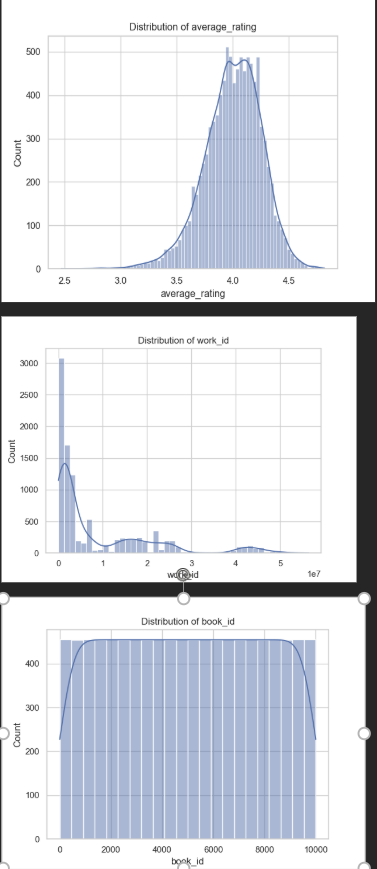 Distribution of average_rating
500
400
300
200
100
0
Count
2.5 3.0 3.5 4.0 4.5
average_rating
Distribution of work_id
3000
2500
2000
1500
1000
500
0
Count
0 1 2 3 4 5
1e7
work_id
Distribution of book_id
400
300
200
100
0
Count
0 2000 4000 6000 8000 10000
book_id